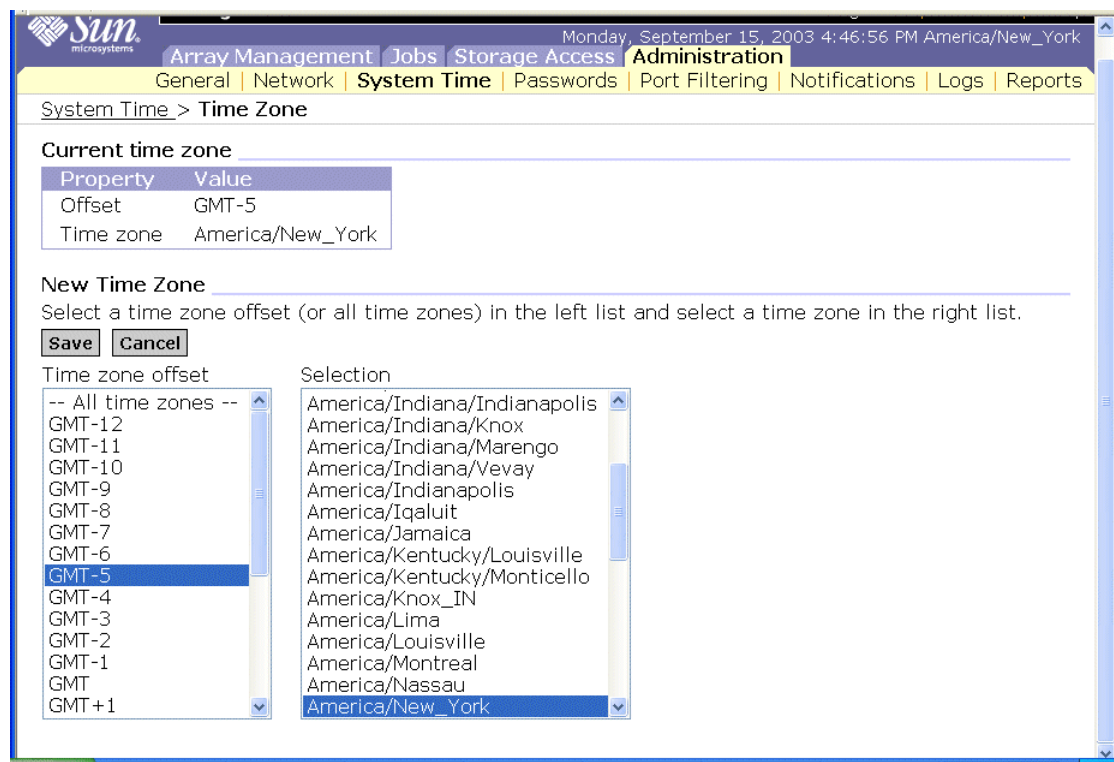 Sun.
microsystems
Monday, September 15, 2003 4:46:56 PM America/New_York
Array Management Jobs Storage Access Administration
General | Network | System Time | Passwords | Port Filtering | Notifications | Logs | Reports
System Time > Time Zone
Current time zone
Property Value
Offset GMT-5
Time zone America/New_York
New Time Zone
Select a time zone offset (or all time zones) in the left list and select a time zone in the right list.
Save Cancel
Time zone offset Selection
-- All time zones -- America/Indiana/Indianapolis
GMT-12 America/Indiana/Knox
GMT-11 America/Indiana/Marengo
GMT-10 America/Indiana/Vevay
GMT-9 America/Indianapolis
GMT-8 America/Iqaluit
GMT-7 America/Jamaica
GMT-6 America/Kentucky/Louisville
GMT-5 America/Kentucky/Monticello
GMT-4 America/Knox_IN
GMT-3 America/Lima
GMT-2 America/Louisville
GMT-1 America/Montreal
GMT America/Nassau
GMT+1 America/New_York